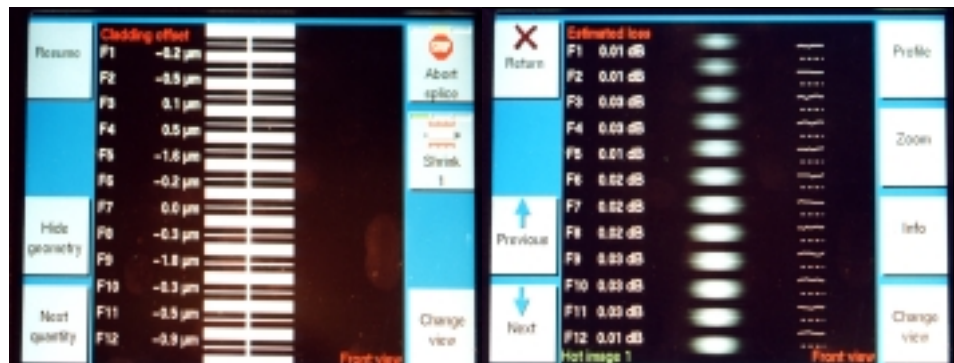 Resume
Hide
geometry
Next
quantity
Cladding offset
F1 -0.2 µm
F2 -0.5 µm
F3 0.1 µm
F4 0.5 µm
F5 -1.6 µm
F6 -0.2 µm
F7 0.0 µm
F8 -0.3 µm
F9 -1.8 µm
F10 -0.3 µm
F11 -0.5 µm
F12 -0.9 µm
Front view
STOP
Abort
splice
Shrink
1
Change
view
Return
Previous
Next
Estimated loss
F1 0.01 dB
F2 0.01 dB
F3 0.03 dB
F4 0.03 dB
F5 0.01 dB
F6 0.02 dB
F7 0.02 dB
F8 0.02 dB
F9 0.03 dB
F10 0.03 dB
F11 0.03 dB
F12 0.01 dB
Hot image 1
Front view
Profile
Zoom
Info
Change
view